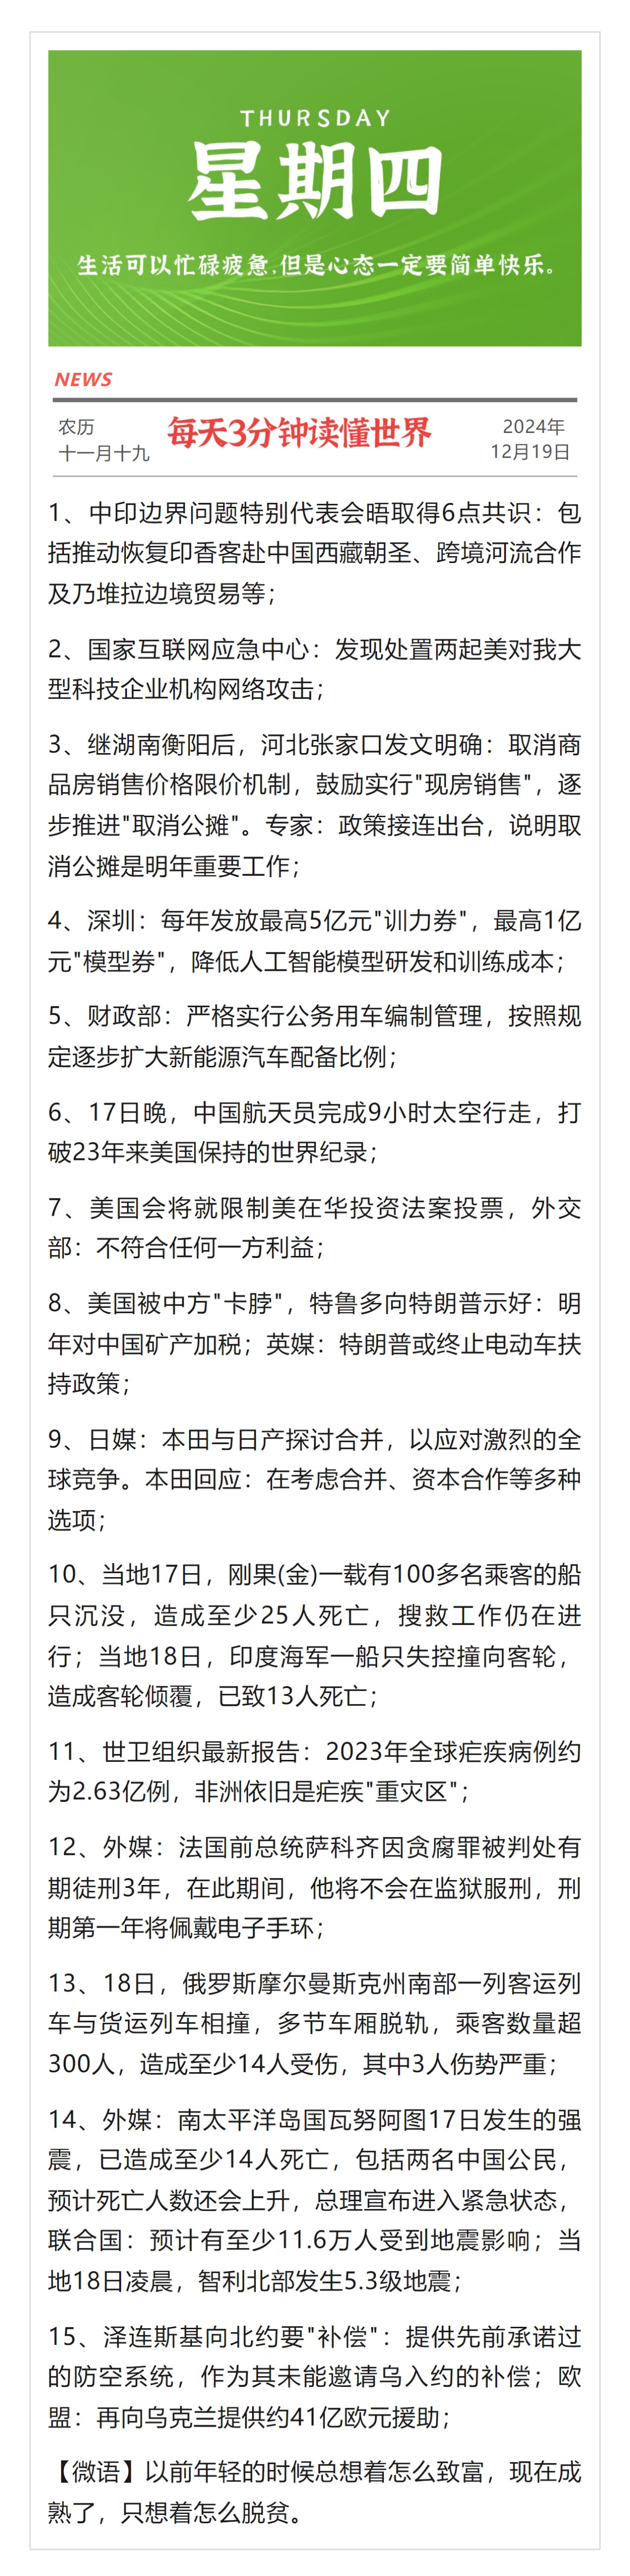 THURSDAY
星期四
生活可以忙碌疲惫,但是心态一定要简单快乐。
NEWS
农历
十一月十九
每天3分钟读懂世界
2024年
12月19日
1、中印边界问题特别代表会晤取得6点共识：包
括推动恢复印香客赴中国西藏朝圣、跨境河流合作
及乃堆拉边境贸易等；
2、国家互联网应急中心：发现处置两起美对我大
型科技企业机构网络攻击；
3、继湖南衡阳后，河北张家口发文明确：取消商
品房销售价格限价机制，鼓励实行"现房销售"，逐
步推进"取消公摊"。专家：政策接连出台，说明取
消公摊是明年重要工作；
4、深圳：每年发放最高5亿元"训力券"，最高1亿
元"模型券"，降低人工智能模型研发和训练成本；
5、财政部：严格实行公务用车编制管理，按照规
定逐步扩大新能源汽车配备比例；
6、17日晚，中国航天员完成9小时太空行走，打
破23年来美国保持的世界纪录；
7、美国会将就限制美在华投资法案投票，外交
部：不符合任何一方利益；
8、美国被中方"卡脖"，特鲁多向特朗普示好：明
年对中国矿产加税；英媒：特朗普或终止电动车扶
持政策；
9、日媒：本田与日产探讨合并，以应对激烈的全
球竞争。本田回应：在考虑合并、资本合作等多种
选项；
10、当地17日，刚果(金)一载有100多名乘客的船
只沉没，造成至少25人死亡，搜救工作仍在进
行；当地18日，印度海军一船只失控撞向客轮，
造成客轮倾覆，已致13人死亡；
11、世卫组织最新报告：2023年全球疟疾病例约
为2.63亿例，非洲依旧是疟疾"重灾区"；
12、外媒：法国前总统萨科齐因贪腐罪被判处有
期徒刑3年，在此期间，他将不会在监狱服刑，刑
期第一年将佩戴电子手环；
13、18日，俄罗斯摩尔曼斯克州南部一列客运列
车与货运列车相撞，多节车厢脱轨，乘客数量超
300人，造成至少14人受伤，其中3人伤势严重；
14、外媒：南太平洋岛国瓦努阿图17日发生的强
震，已造成至少14人死亡，包括两名中国公民，
预计死亡人数还会上升，总理宣布进入紧急状态，
联合国：预计有至少11.6万人受到地震影响；当
地18日凌晨，智利北部发生5.3级地震；
15、泽连斯基向北约要"补偿"：提供先前承诺过
的防空系统，作为其未能邀请乌入约的补偿；欧
盟：再向乌克兰提供约41亿欧元援助；
【微语】以前年轻的时候总想着怎么致富，现在成
熟了，只想着怎么脱贫。